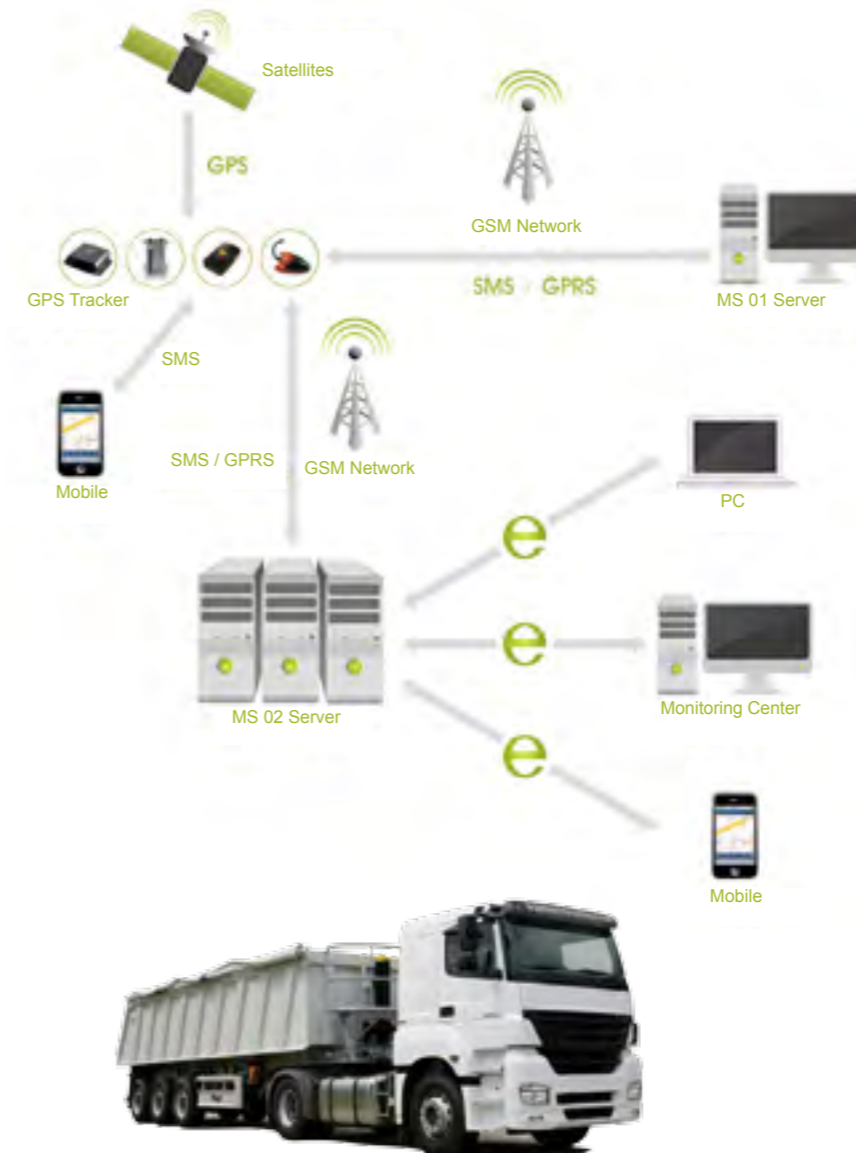 Satellites
GPS
GSM Network
SMS / GPRS
MS 01 Server
GPS Tracker
SMS
Mobile
SMS / GPRS
GSM Network
PC
e
e
e
MS 02 Server
Monitoring Center
Mobile